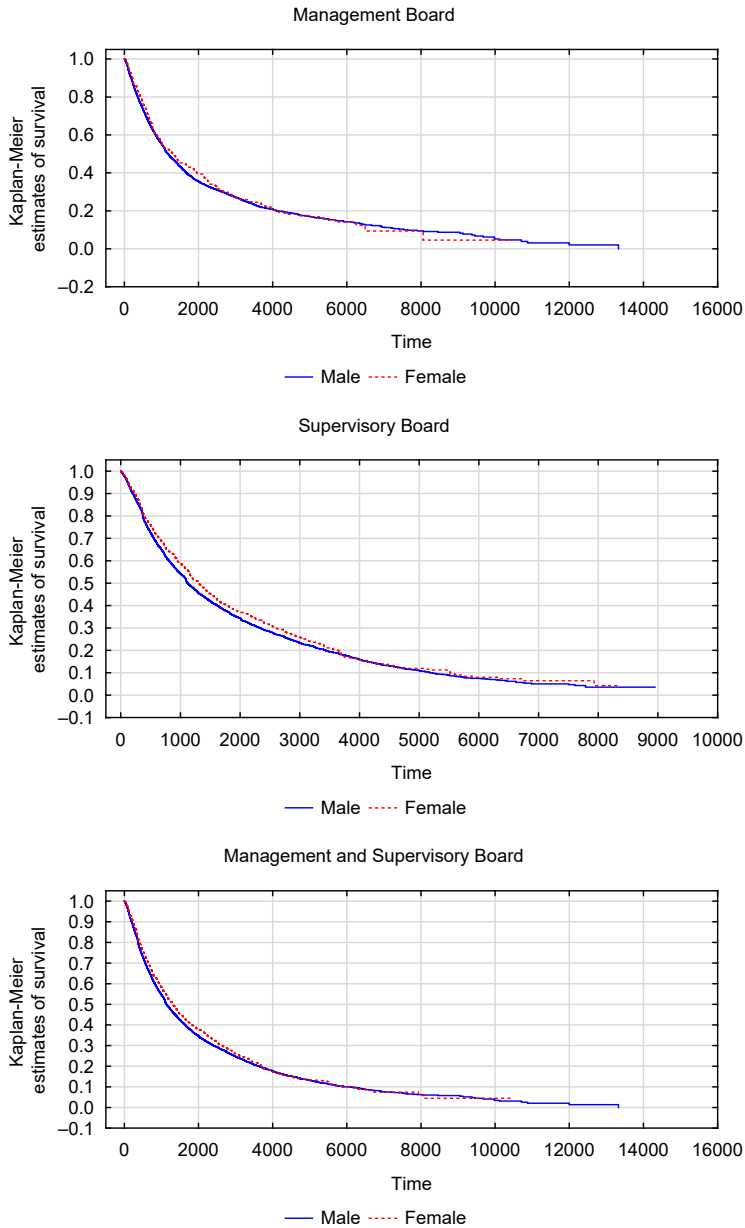 Management Board
Kaplan-Meier
estimates of survival
1.0
0.8
0.6
0.4
0.2
0.0
–0.2
0 2000 4000 6000 8000 10000 12000 14000 16000
Time
Male Female
Supervisory Board
Kaplan-Meier
estimates of survival
1.0
0.9
0.8
0.7
0.6
0.5
0.4
0.3
0.2
0.1
0.0
–0.1
0 1000 2000 3000 4000 5000 6000 7000 8000 9000 10000
Time
Male Female
Management and Supervisory Board
Kaplan-Meier
estimates of survival
1.0
0.9
0.8
0.7
0.6
0.5
0.4
0.3
0.2
0.1
0.0
–0.1
0 2000 4000 6000 8000 10000 12000 14000 16000
Time
Male Female